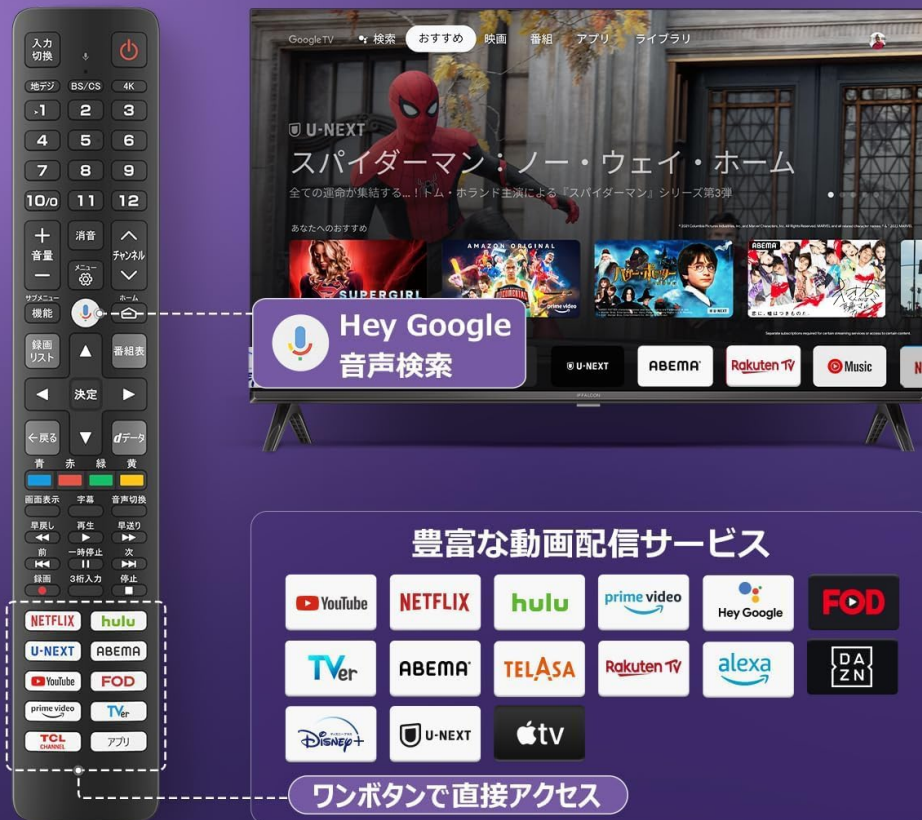 入力
切換
地デジ BS/CS 4K
1 2 3
4 5 6
7 8 9
10/0 11 12
+ 消音
音量 チャンネル
メニュー
サブメニュー ホーム
機能
録画
リスト
番組表
決定
←戻る
dデータ
青 赤 緑 黄
画面表示 字幕 音声切換
早戻し 再生 早送り
前 一時停止 次
録画 3桁入力 停止
NETFLIX hulu
U-NEXT ABEMA
YouTube FOD
prime video TVer
TCL CHANNEL アプリ
Google TV 検索 おすすめ 映画 番組 アプリ ライブラリ
U-NEXT
スパイダーマン：ノー・ウェイ・ホーム
全ての運命が集結する...！トム・ホランド主演による『スパイダーマン』シリーズ第3弾
あなたへのおすすめ
SUPERGIRL
AMAZON ORIGINAL
prime video
ハリー・ポッター
U-NEXT
ABEMA
Hey Google
音声検索
U-NEXT ABEMA Rakuten TV Music N
iFFALCON
豊富な動画配信サービス
YouTube NETFLIX hulu prime video Hey Google FOD
TVer ABEMA TELASA Rakuten TV alexa DAZN
Disney+ U-NEXT tv
ワンボタンで直接アクセス